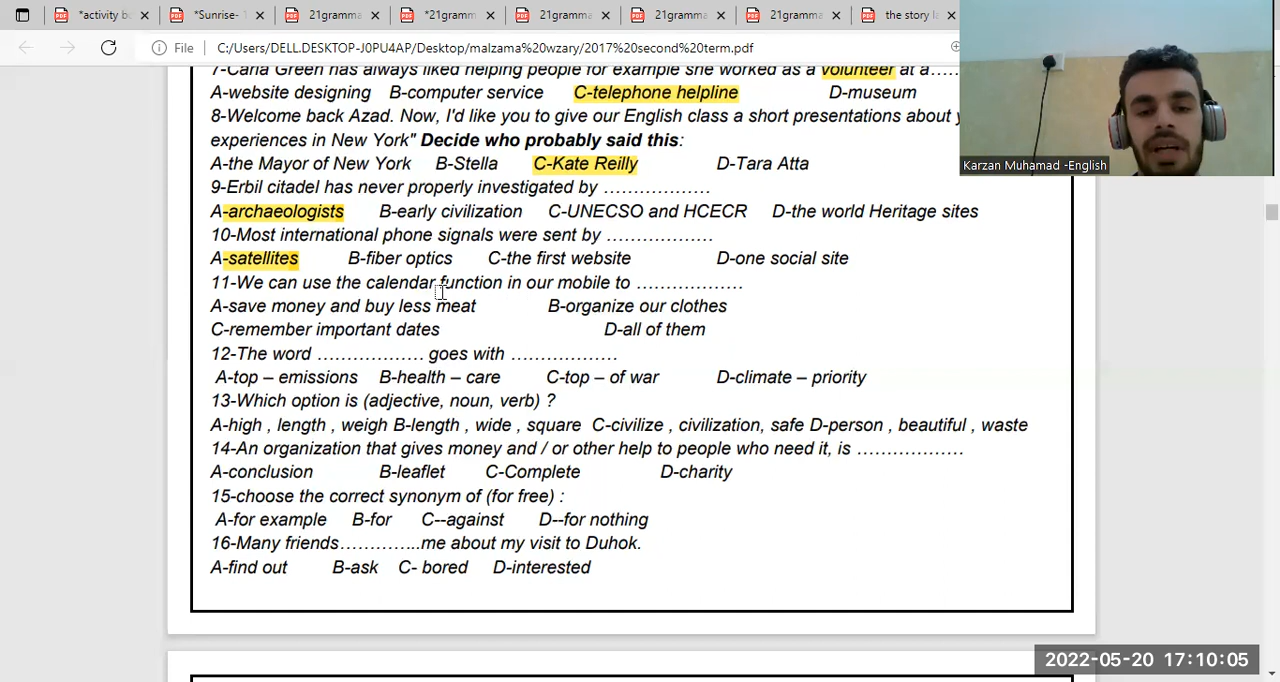 *activity bo
*Sunrise-
21gramma
*21gramm
21gramma
21gramma
21gramma
the story la
File
C:/Users/DELL.DESKTOP-J0PU4AP/Desktop/malzama%20wzary/2017%20second%20term.pdf
7-Carla Green has always liked helping people for example she worked as a volunteer at a…..
A-website designing B-computer service C-telephone helpline D-museum
8-Welcome back Azad. Now, I'd like you to give our English class a short presentations about
experiences in New York" Decide who probably said this:
A-the Mayor of New York B-Stella C-Kate Reilly D-Tara Atta
Karzan Muhamad -English
9-Erbil citadel has never properly investigated by ………………
A-archaeologists B-early civilization C-UNECSO and HCECR D-the world Heritage sites
10-Most international phone signals were sent by ………………
A-satellites B-fiber optics C-the first website D-one social site
11-We can use the calendar function in our mobile to ………………
A-save money and buy less meat B-organize our clothes
C-remember important dates D-all of them
12-The word ……………… goes with ………………
A-top – emissions B-health – care C-top – of war D-climate – priority
13-Which option is (adjective, noun, verb) ?
A-high , length , weigh B-length , wide , square C-civilize , civilization, safe D-person , beautiful , waste
14-An organization that gives money and / or other help to people who need it, is ………………
A-conclusion B-leaflet C-Complete D-charity
15-choose the correct synonym of (for free) :
A-for example B-for C--against D--for nothing
16-Many friends…………..me about my visit to Duhok.
A-find out B-ask C- bored D-interested
2022-05-20 17:10:05